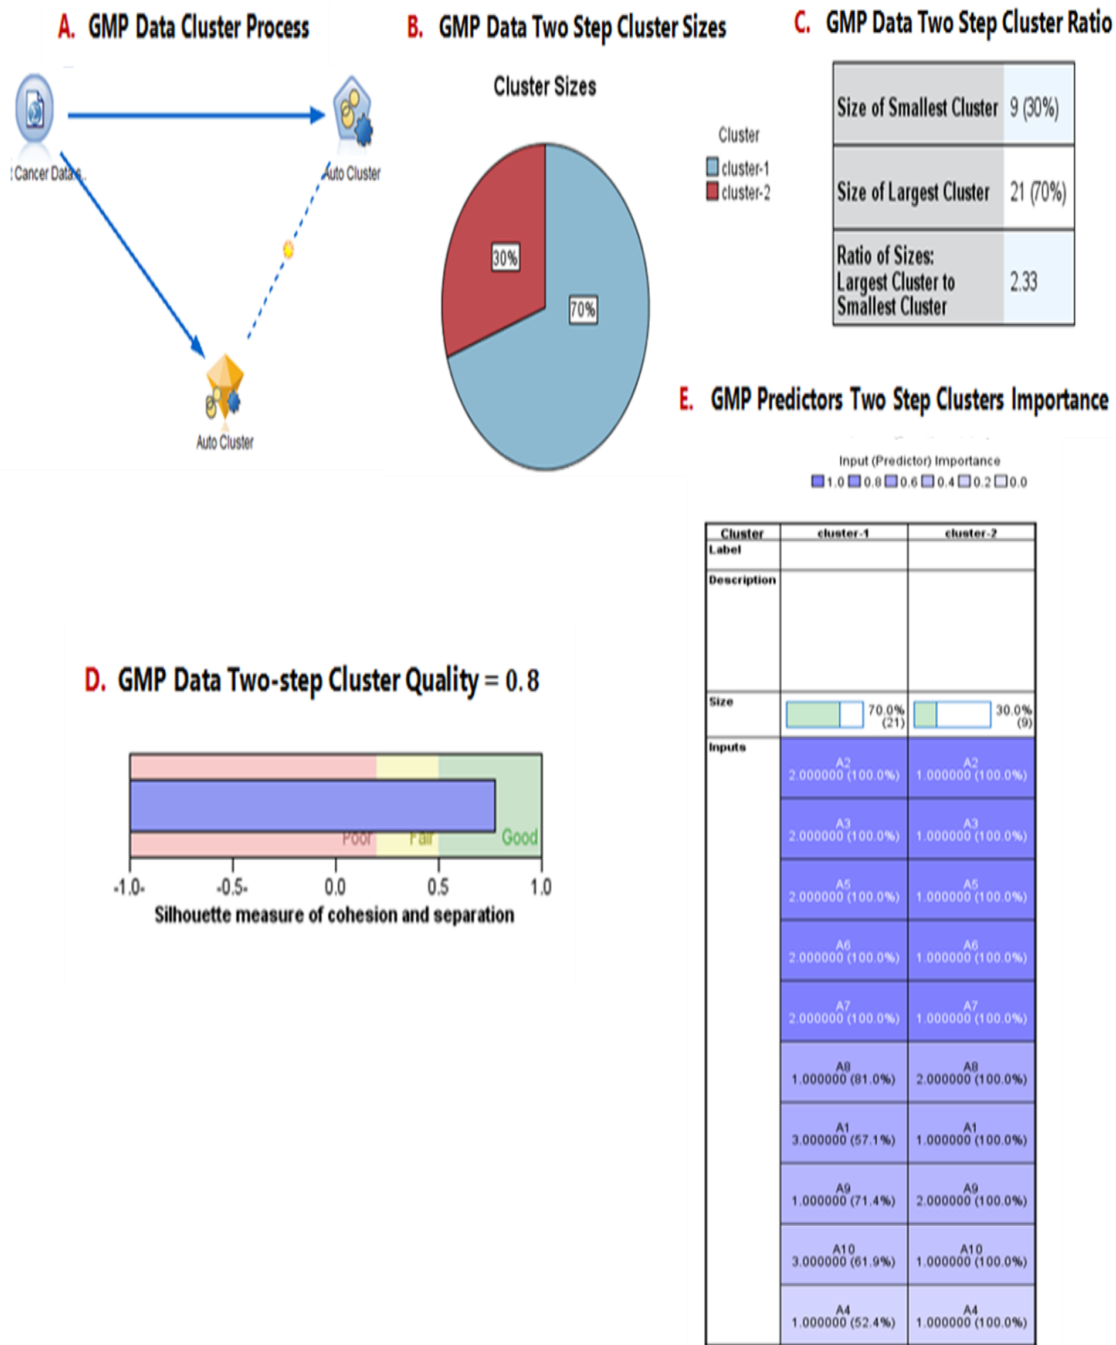 A. GMP Data Cluster Process
B. GMP Data Two Step Cluster Sizes
C. GMP Data Two Step Cluster Ratio
Cancer Data
Auto Cluster
Auto Cluster
Cluster Sizes
30%
70%
Cluster
cluster-1
cluster-2
Size of Smallest Cluster 9 (30%)
Size of Largest Cluster 21 (70%)
Ratio of Sizes:
Largest Cluster to
Smallest Cluster
2.33
D. GMP Data Two-step Cluster Quality = 0.8
Poor Fair Good
-1.0- -0.5- 0.0 0.5 1.0
Silhouette measure of cohesion and separation
E. GMP Predictors Two Step Clusters Importance
Input (Predictor) Importance
1.0 0.8 0.6 0.4 0.2 0.0
Cluster cluster-1 cluster-2
Label
Description
Size 70.0% 30.0%
(21) (9)
Inputs
A2 A2
2.000000 (100.0%) 1.000000 (100.0%)
A3 A3
2.000000 (100.0%) 1.000000 (100.0%)
A5 A5
2.000000 (100.0%) 1.000000 (100.0%)
A6 A6
2.000000 (100.0%) 1.000000 (100.0%)
A7 A7
2.000000 (100.0%) 1.000000 (100.0%)
A8 A8
1.000000 (81.0%) 2.000000 (100.0%)
A1 A1
3.000000 (57.1%) 1.000000 (100.0%)
A9 A9
1.000000 (71.4%) 2.000000 (100.0%)
A10 A10
3.000000 (61.9%) 1.000000 (100.0%)
A4 A4
1.000000 (52.4%) 1.000000 (100.0%)